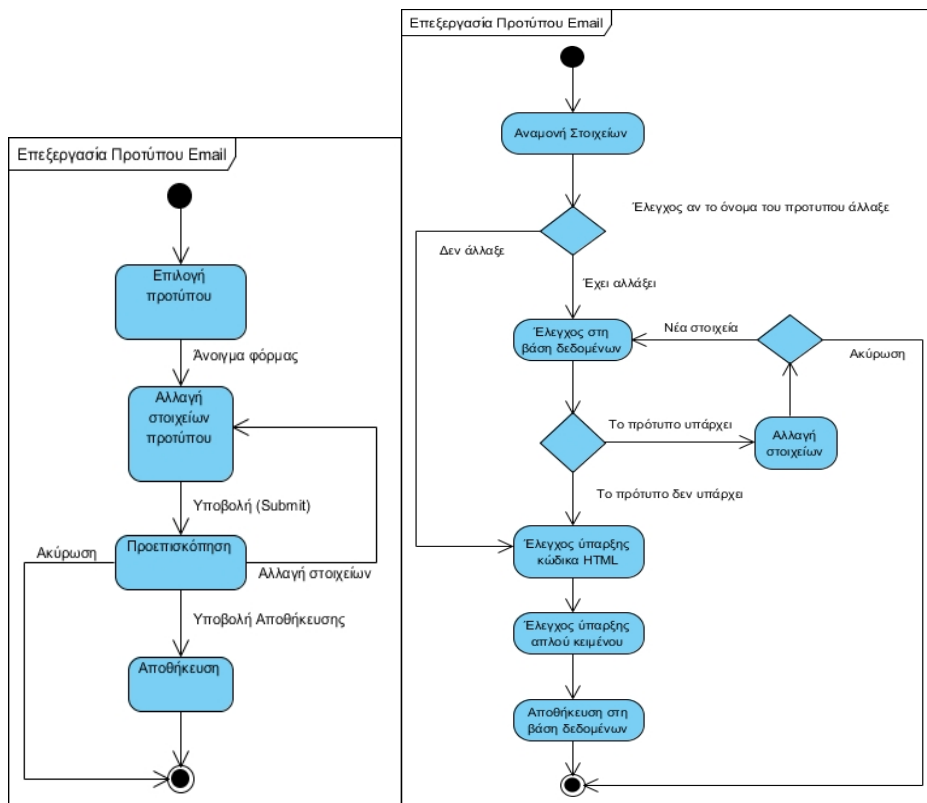 Επεξεργασία Προτύπου Email
Επιλογή
προτύπου
Άνοιγμα φόρμας
Αλλαγή
στοιχείων
προτύπου
Υποβολή (Submit)
Ακύρωση
Προεπισκόπηση
Αλλαγή στοιχείων
Υποβολή Αποθήκευσης
Αποθήκευση
Επεξεργασία Προτύπου Email
Αναμονή Στοιχείων
Έλεγχος αν το όνομα του προτυπου άλλαξε
Δεν άλλαξε
Έχει αλλάξει
Έλεγχος στη
βάση δεδομένων
Νέα στοιχεία
Ακύρωση
Το πρότυπο υπάρχει
Αλλαγή
στοιχείων
Το πρότυπο δεν υπάρχει
Έλεγχος ύπαρξης
κώδικα HTML
Έλεγχος ύπαρξης
απλού κειμένου
Αποθήκευση στη
βάση δεδομένων